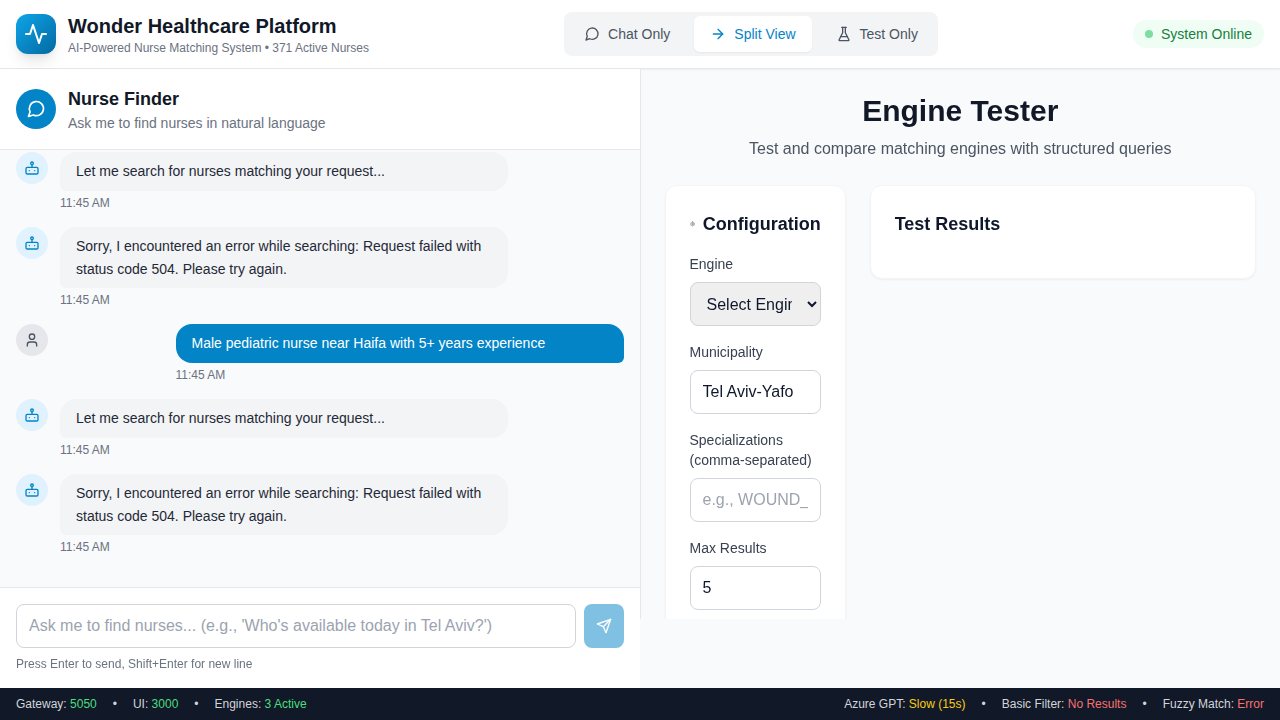 Wonder Healthcare Platform
AI-Powered Nurse Matching System • 371 Active Nurses
Chat Only
Split View
Test Only
System Online
Nurse Finder
Ask me to find nurses in natural language
Let me search for nurses matching your request...
11:45 AM
Sorry, I encountered an error while searching: Request failed with
status code 504. Please try again.
11:45 AM
Male pediatric nurse near Haifa with 5+ years experience
11:45 AM
Let me search for nurses matching your request...
11:45 AM
Sorry, I encountered an error while searching: Request failed with
status code 504. Please try again.
11:45 AM
Ask me to find nurses... (e.g., 'Who's available today in Tel Aviv?')
Press Enter to send, Shift+Enter for new line
Engine Tester
Test and compare matching engines with structured queries
Configuration
Engine
Select Engir
Municipality
Tel Aviv-Yafo
Specializations
(comma-separated)
e.g., WOUND_
Max Results
5
Test Results
Gateway: 5050 • UI: 3000 • Engines: 3 Active
Azure GPT: Slow (15s) • Basic Filter: No Results • Fuzzy Match: Error